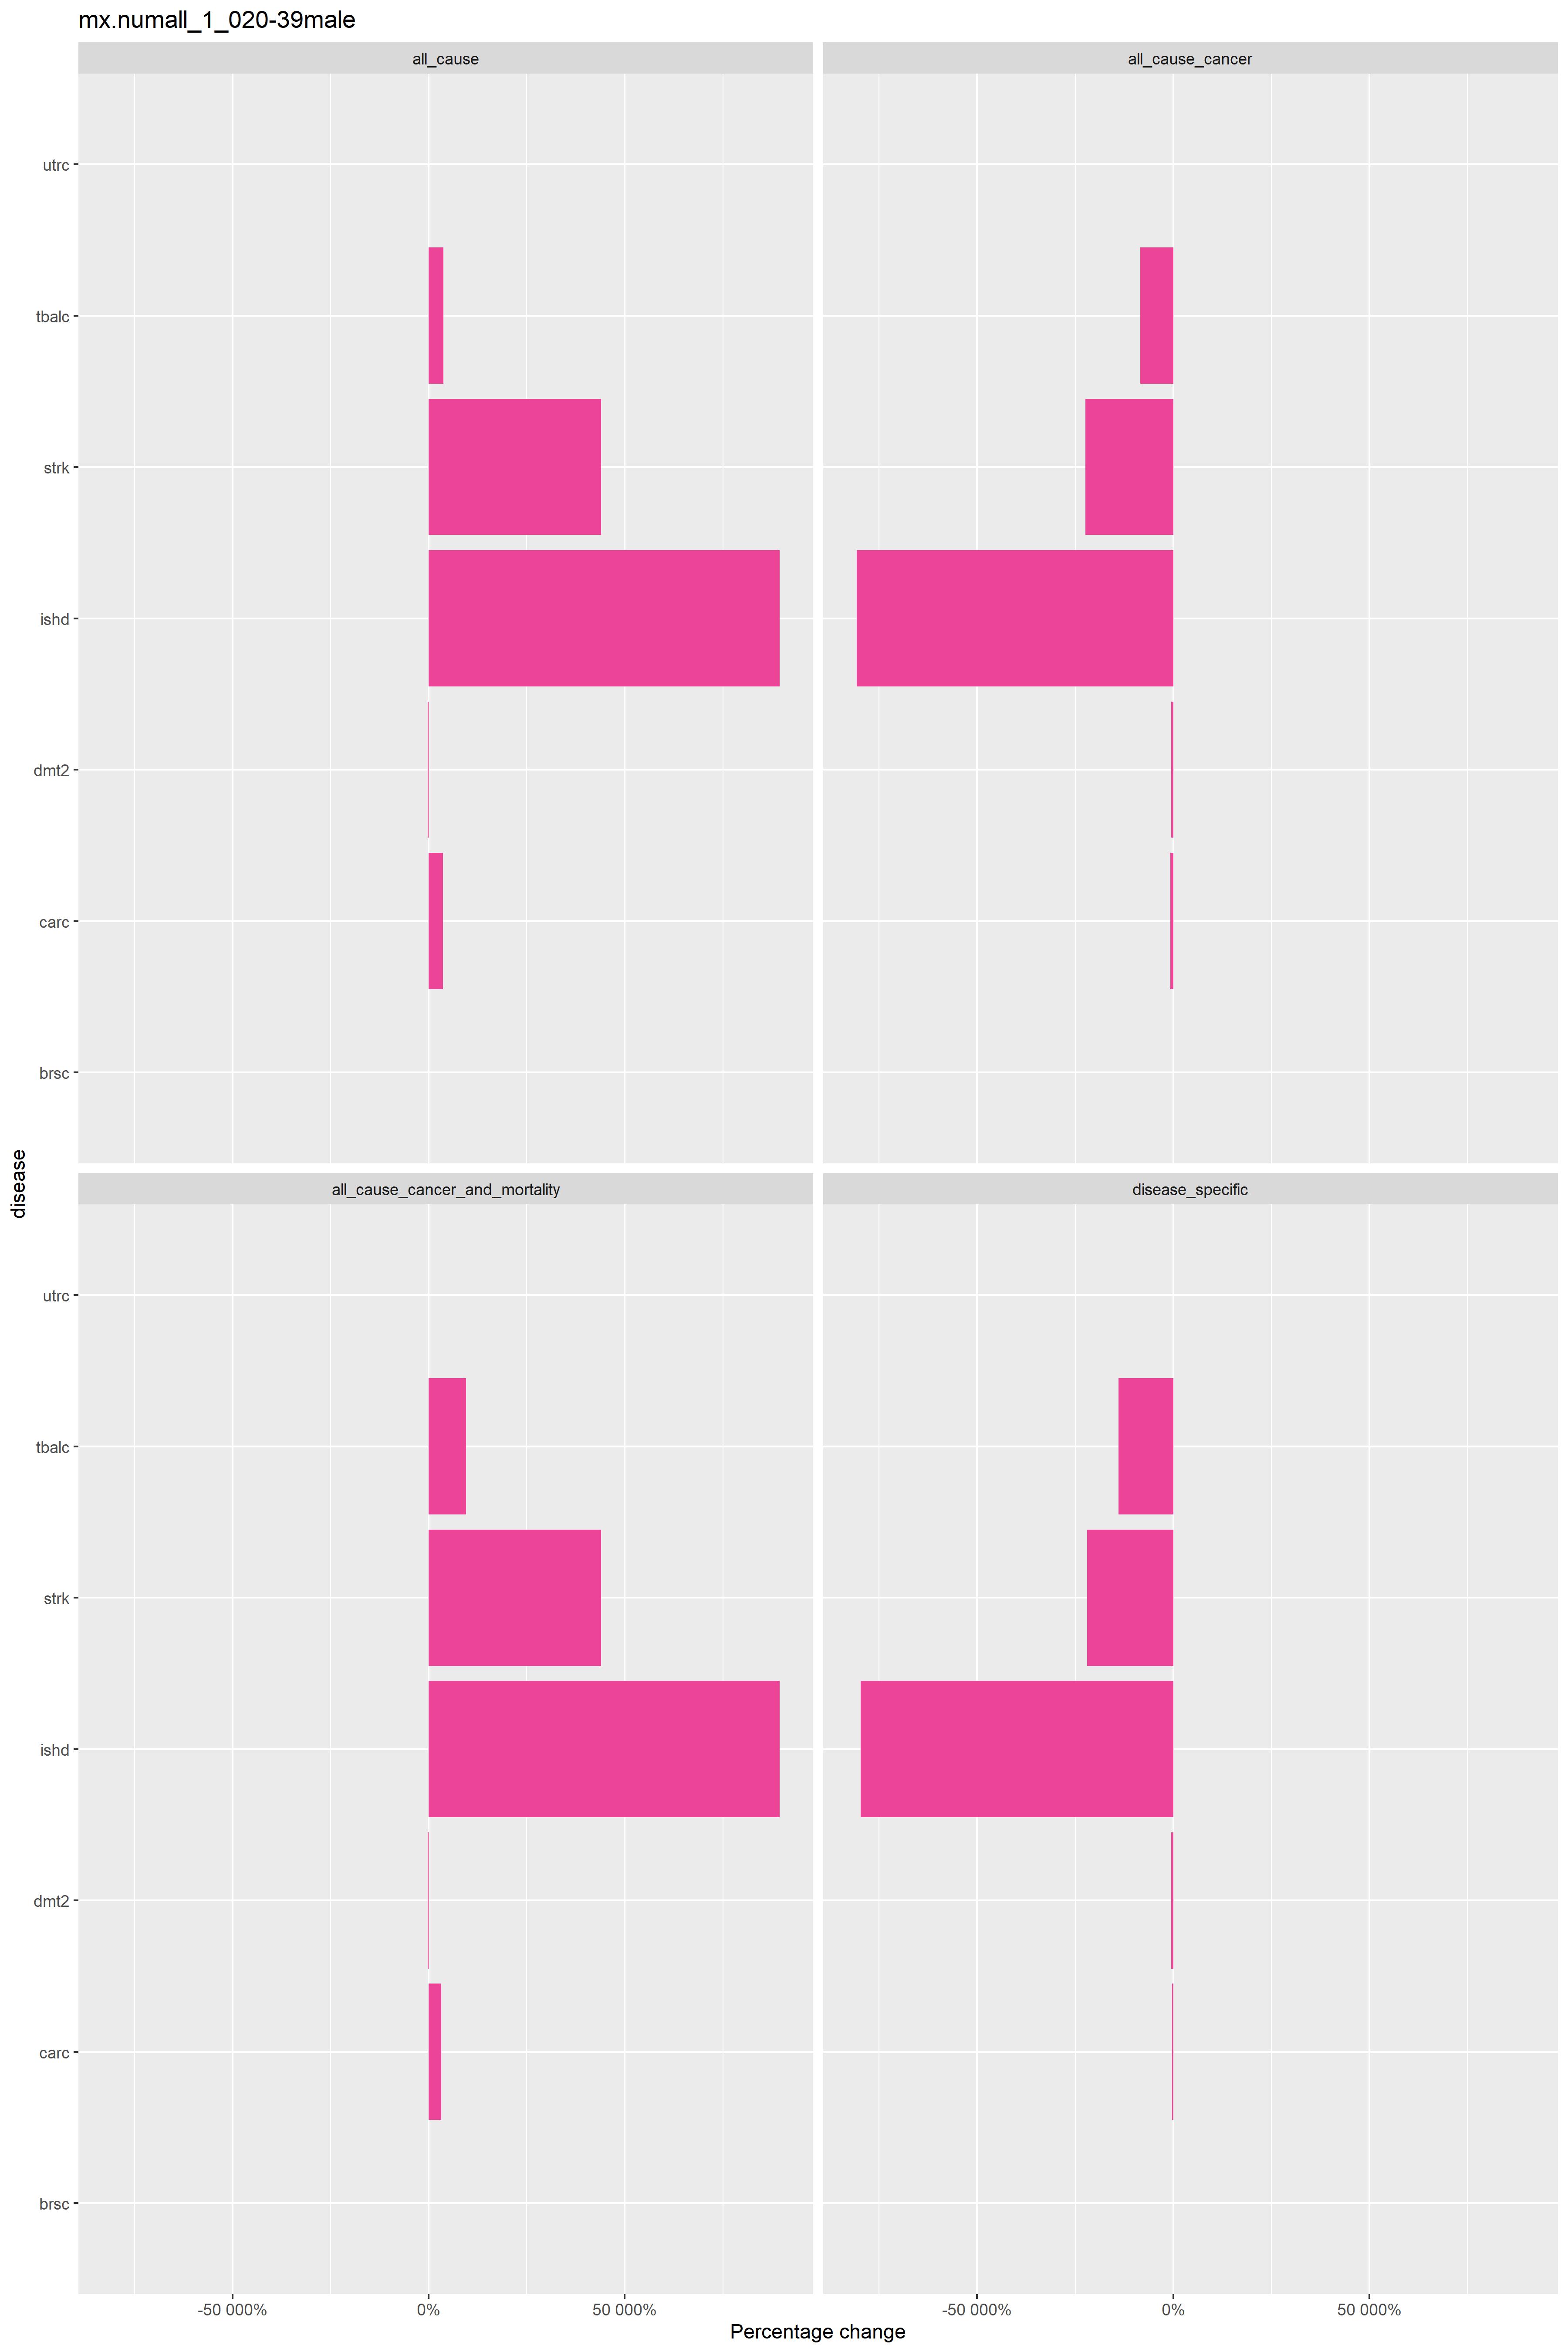 mx.numall_1_020-39male
all_cause
all_cause_cancer
utrc
tbalc
strk
ishd
dmt2
carc
brsc
disease
all_cause_cancer_and_mortality
disease_specific
utrc
tbalc
strk
ishd
dmt2
carc
brsc
-50 000%
0%
50 000%
-50 000%
0%
50 000%
Percentage change